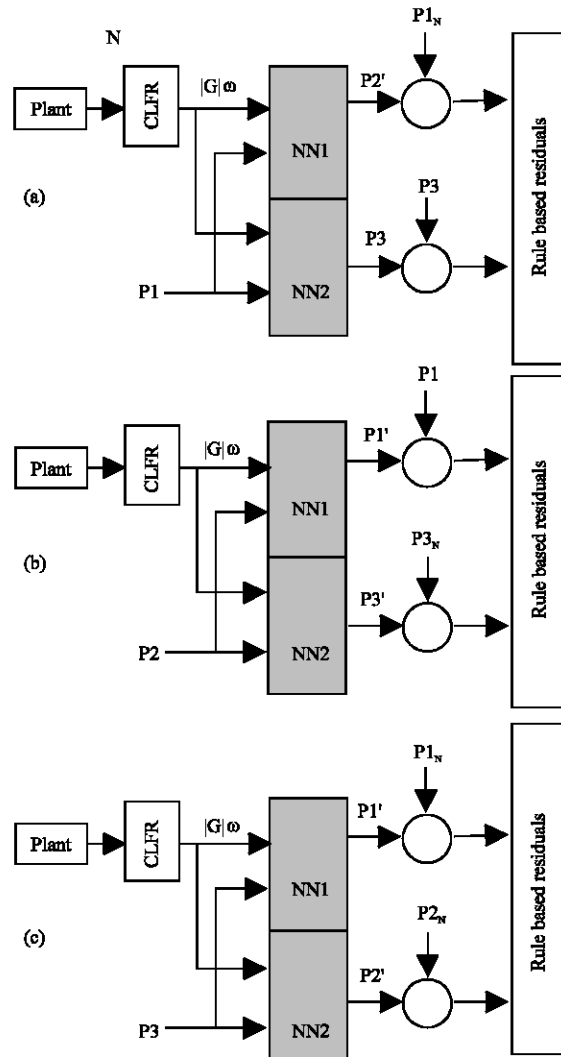 P1N
N
Plant
CLFR
|G|ω
P2'
NN1
(a)
P3
P3
P1
NN2
Rule based residuals
P1
Plant
CLFR
|G|ω
P1'
NN1
P3N
(b)
P3'
P2
NN2
Rule based residuals
P1N
Plant
CLFR
|G|ω
P1'
NN1
P2N
(c)
P2'
P3
NN2
Rule based residuals